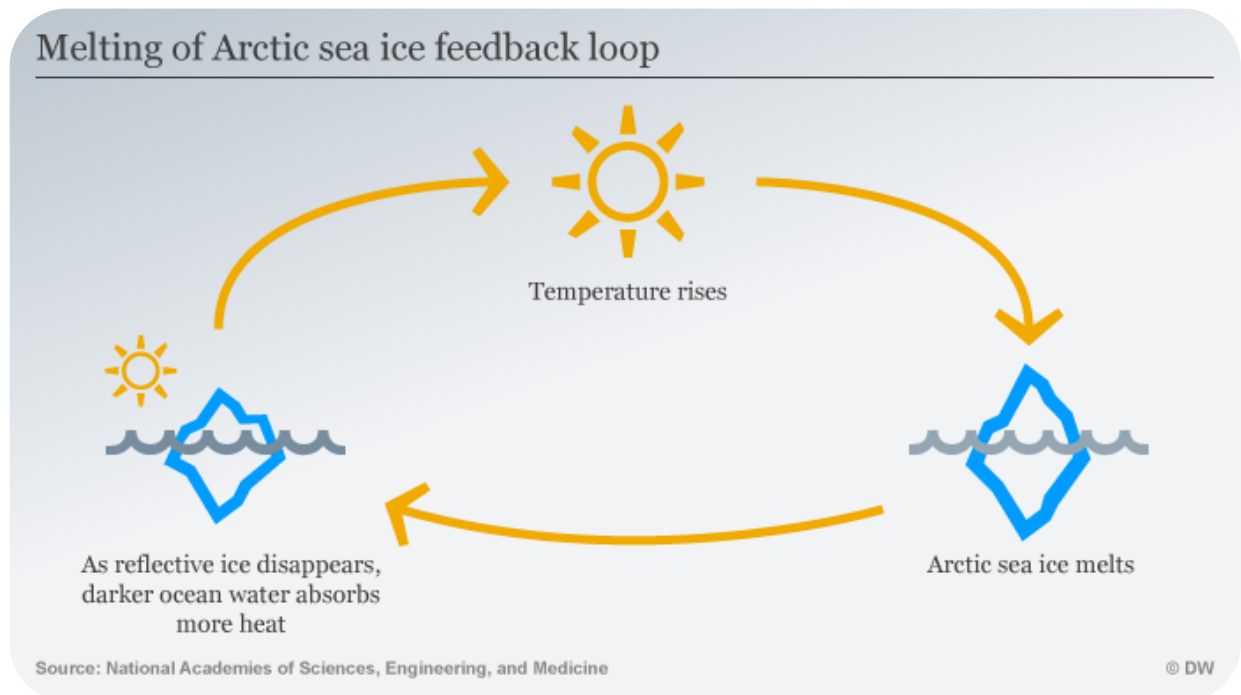 Melting of Arctic sea ice feedback loop
Temperature rises
As reflective ice disappears,
darker ocean water absorbs
more heat
Arctic sea ice melts
Source: National Academies of Sciences, Engineering, and Medicine
© DW